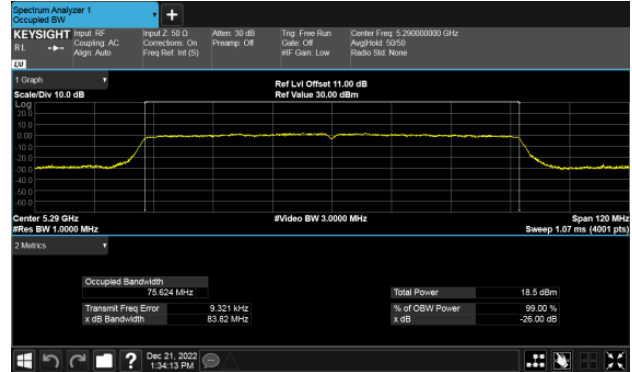 Spectrum Analyzer 1
Occupied BW
+
KEYSIGHT Input: RF Input Z: 50 Ω Atten: 30 dB Trig: Free Run Center Freq: 5.290000000 GHz
RL Coupling: AC Corrections: On Preamp: Off Gate: Off Avg|Hold: 50/50
Align: Auto Freq Ref: Int (S) #IF Gain: Low Radio Std: None
LXI
1 Graph
Ref Lvl Offset 11.00 dB
Scale/Div 10.0 dB Ref Value 30.00 dBm
Log
20.0
10.0
0.00
-10.0
-20.0
-30.0
-40.0
-50.0
-60.0
Center 5.29 GHz #Video BW 3.0000 MHz Span 120 MHz
#Res BW 1.0000 MHz Sweep 1.07 ms (4001 pts)
2 Metrics
Occupied Bandwidth
75.624 MHz Total Power 18.5 dBm
Transmit Freq Error 9.321 kHz % of OBW Power 99.00 %
x dB Bandwidth 83.82 MHz x dB -26.00 dB
? Dec 21, 2022
1:34:13 PM